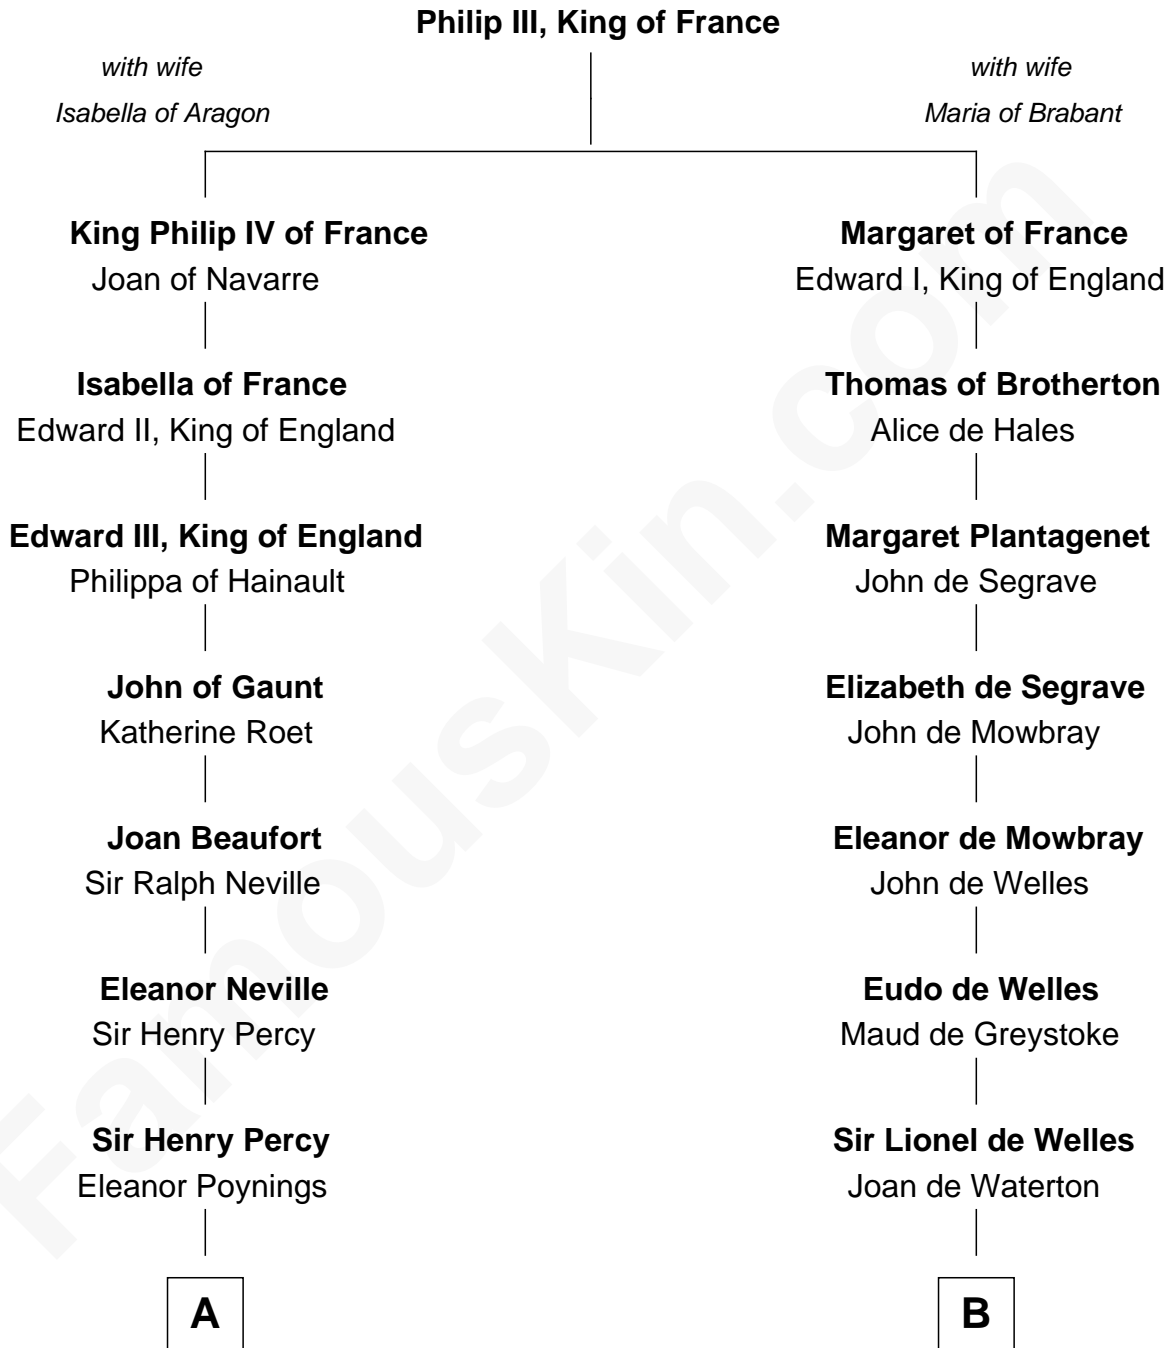 Philip III, King of France
with wife
Isabella of Aragon
with wife
Maria of Brabant
King Philip IV of France
Joan of Navarre
Margaret of France
Edward I, King of England
Isabella of France
Edward II, King of England
Thomas of Brotherton
Alice de Hales
Edward III, King of England
Philippa of Hainault
Margaret Plantagenet
John de Segrave
John of Gaunt
Katherine Roet
Elizabeth de Segrave
John de Mowbray
Joan Beaufort
Sir Ralph Neville
Eleanor de Mowbray
John de Welles
Eleanor Neville
Sir Henry Percy
Eudo de Welles
Maud de Greystoke
Sir Henry Percy
Eleanor Poynings
Sir Lionel de Welles
Joan de Waterton
A
B
FamousKin.com